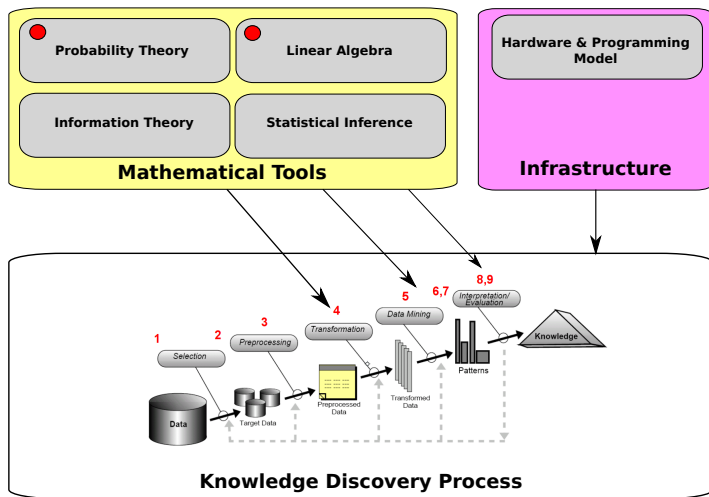 Probability Theory
Linear Algebra
Hardware & Programming
Model
Information Theory
Statistical Inference
Mathematical Tools
Infrastructure
8,9
6,7
5
4
3
2
1
Interpretation/
Evaluation
Data Mining
Transformation
Preprocessing
Selection
Knowledge
Patterns
Transformed
Data
Preprocessed
Data
Target Data
Data
Knowledge Discovery Process